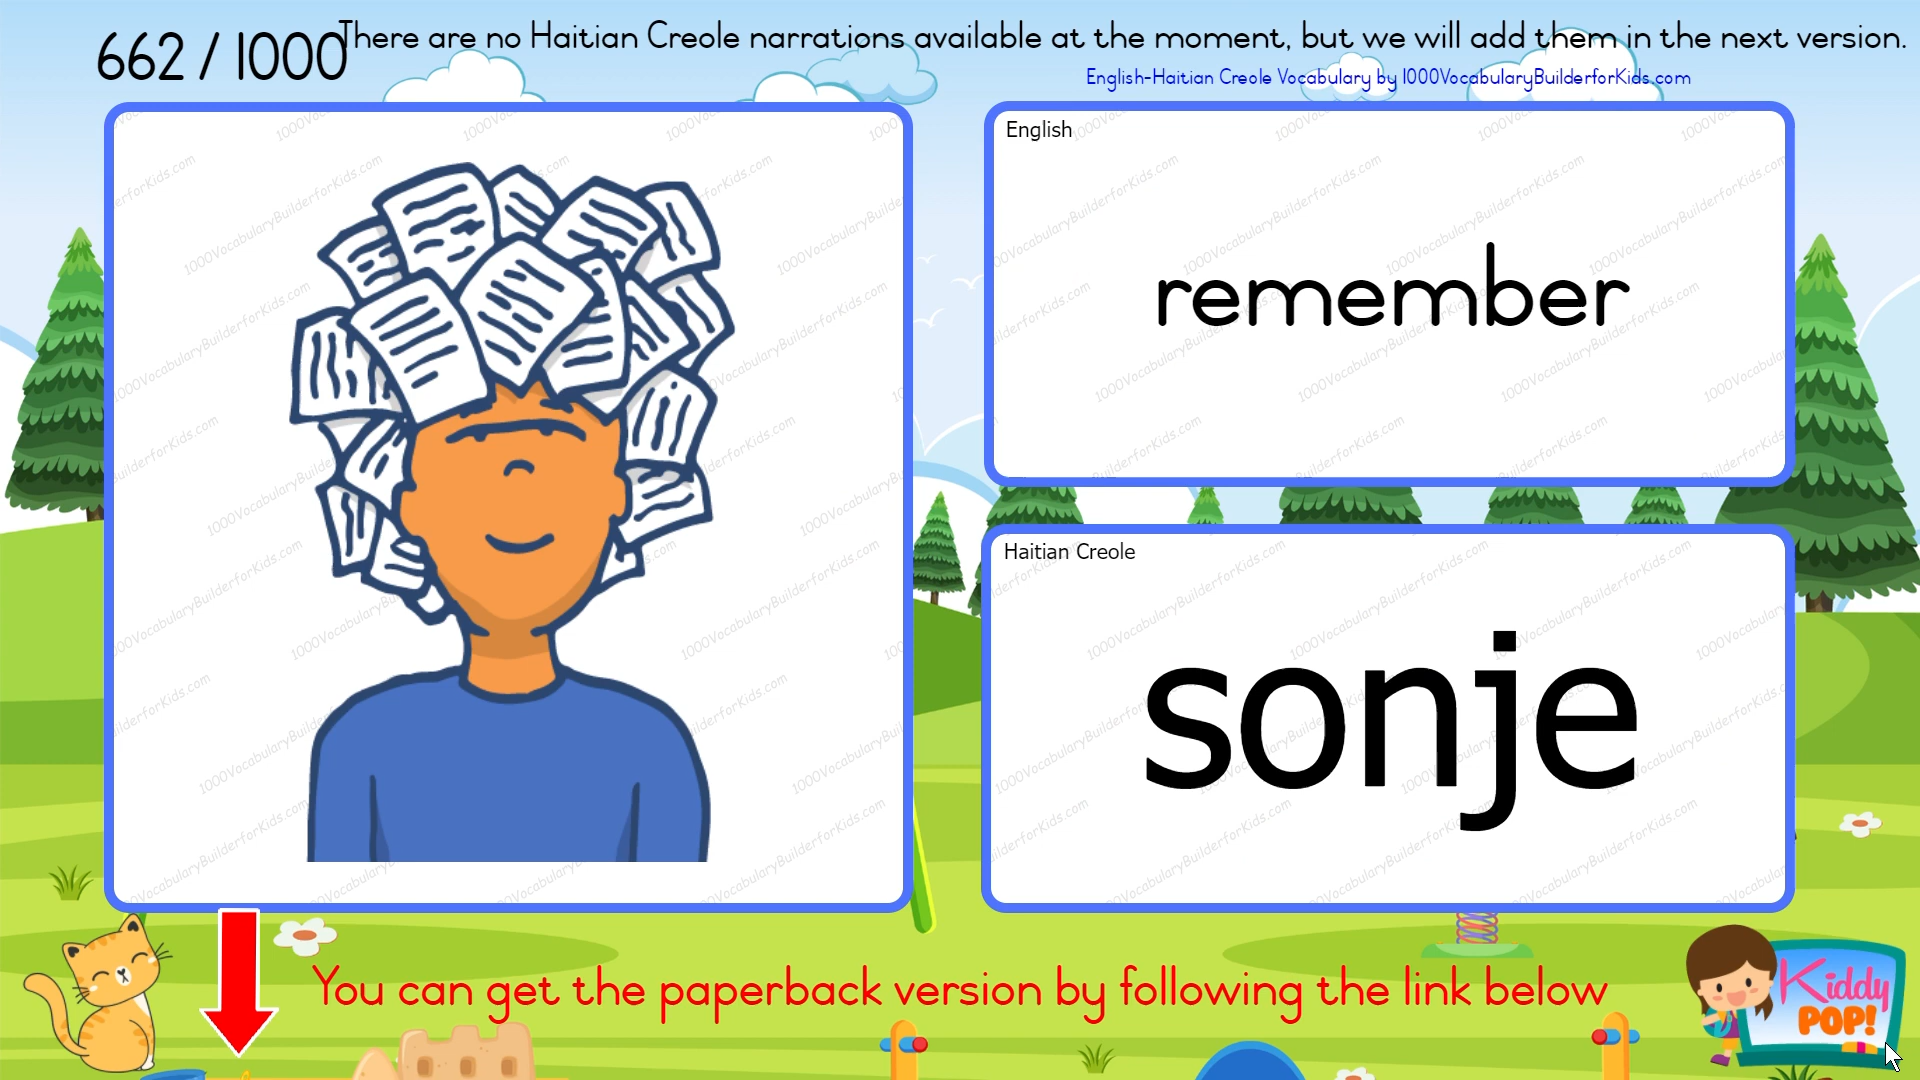 662 / 1000
There are no Haitian Creole narrations available at the moment, but we will add them in the next version.
English-Haitian Creole Vocabulary by 1000VocabularyBuilderforKids.com
English
remember
Haitian Creole
sonje
You can get the paperback version by following the link below
Kiddy
POP!
1000VocabularyBuilderforKids.com